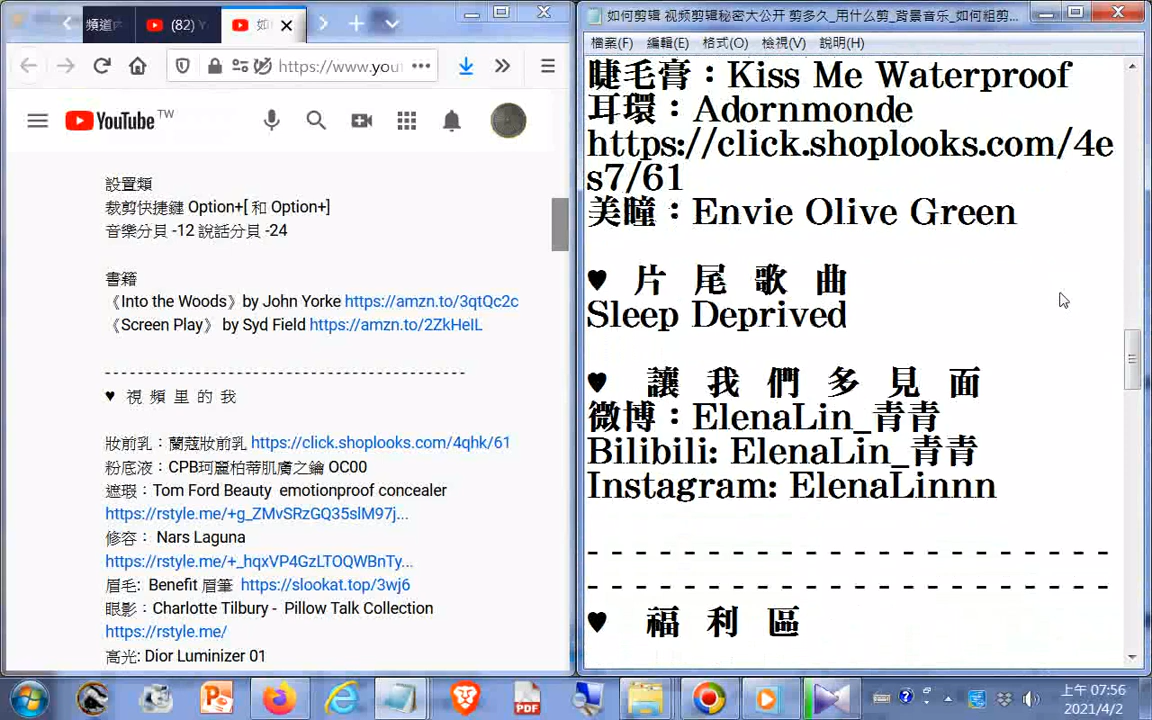 頻道
(82) Y
如
https://www.you
YouTube TW
設置類
裁剪快捷鍵 Option+[ 和 Option+]
音樂分貝 -12 說話分貝 -24
書籍
《Into the Woods》by John Yorke https://amzn.to/3qtQc2c
《Screen Play》 by Syd Field https://amzn.to/2ZkHeIL
- - - - - - - - - - - - - - - - - - - - - - - - - - - - - - - - - - - - - - - - -
♥ 視 頻 里 的 我
妝前乳：蘭蔻妝前乳 https://click.shoplooks.com/4qhk/61
粉底液：CPB珂麗柏蒂肌膚之鑰 OC00
遮瑕：Tom Ford Beauty emotionproof concealer
https://rstyle.me/+g_ZMvSRzGQ35slM97j...
修容： Nars Laguna
https://rstyle.me/+_hqxVP4GzLTOQWBnTy...
眉毛: Benefit 眉筆 https://slookat.top/3wj6
眼影：Charlotte Tilbury - Pillow Talk Collection
https://rstyle.me/
高光: Dior Luminizer 01
如何剪辑 视频剪辑秘密大公开 剪多久_用什么剪_背景音乐_如何粗剪...
檔案(F) 編輯(E) 格式(O) 檢視(V) 說明(H)
睫毛膏：Kiss Me Waterproof
耳環：Adornmonde
https://click.shoplooks.com/4e
s7/61
美瞳：Envie Olive Green
♥ 片 尾 歌 曲
Sleep Deprived
♥ 讓 我 們 多 見 面
微博：ElenaLin_青青
Bilibili: ElenaLin_青青
Instagram: ElenaLinnn
- - - - - - - - - - - - - - - - - - - - - -
- - - - - - - - - - - - - - - - - - - - - -
♥ 福 利 區
PDF
上午 07:56
2021/4/2